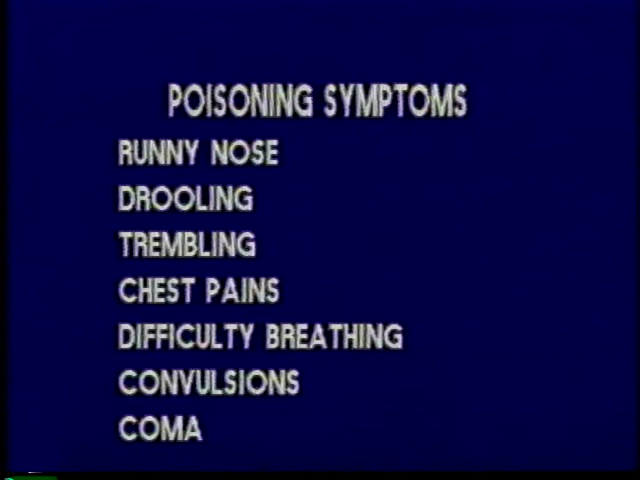 POISONING SYMPTOMS
RUNNY NOSE
DROOLING
TREMBLING
CHEST PAINS
DIFFICULTY BREATHING
CONVULSIONS
COMA